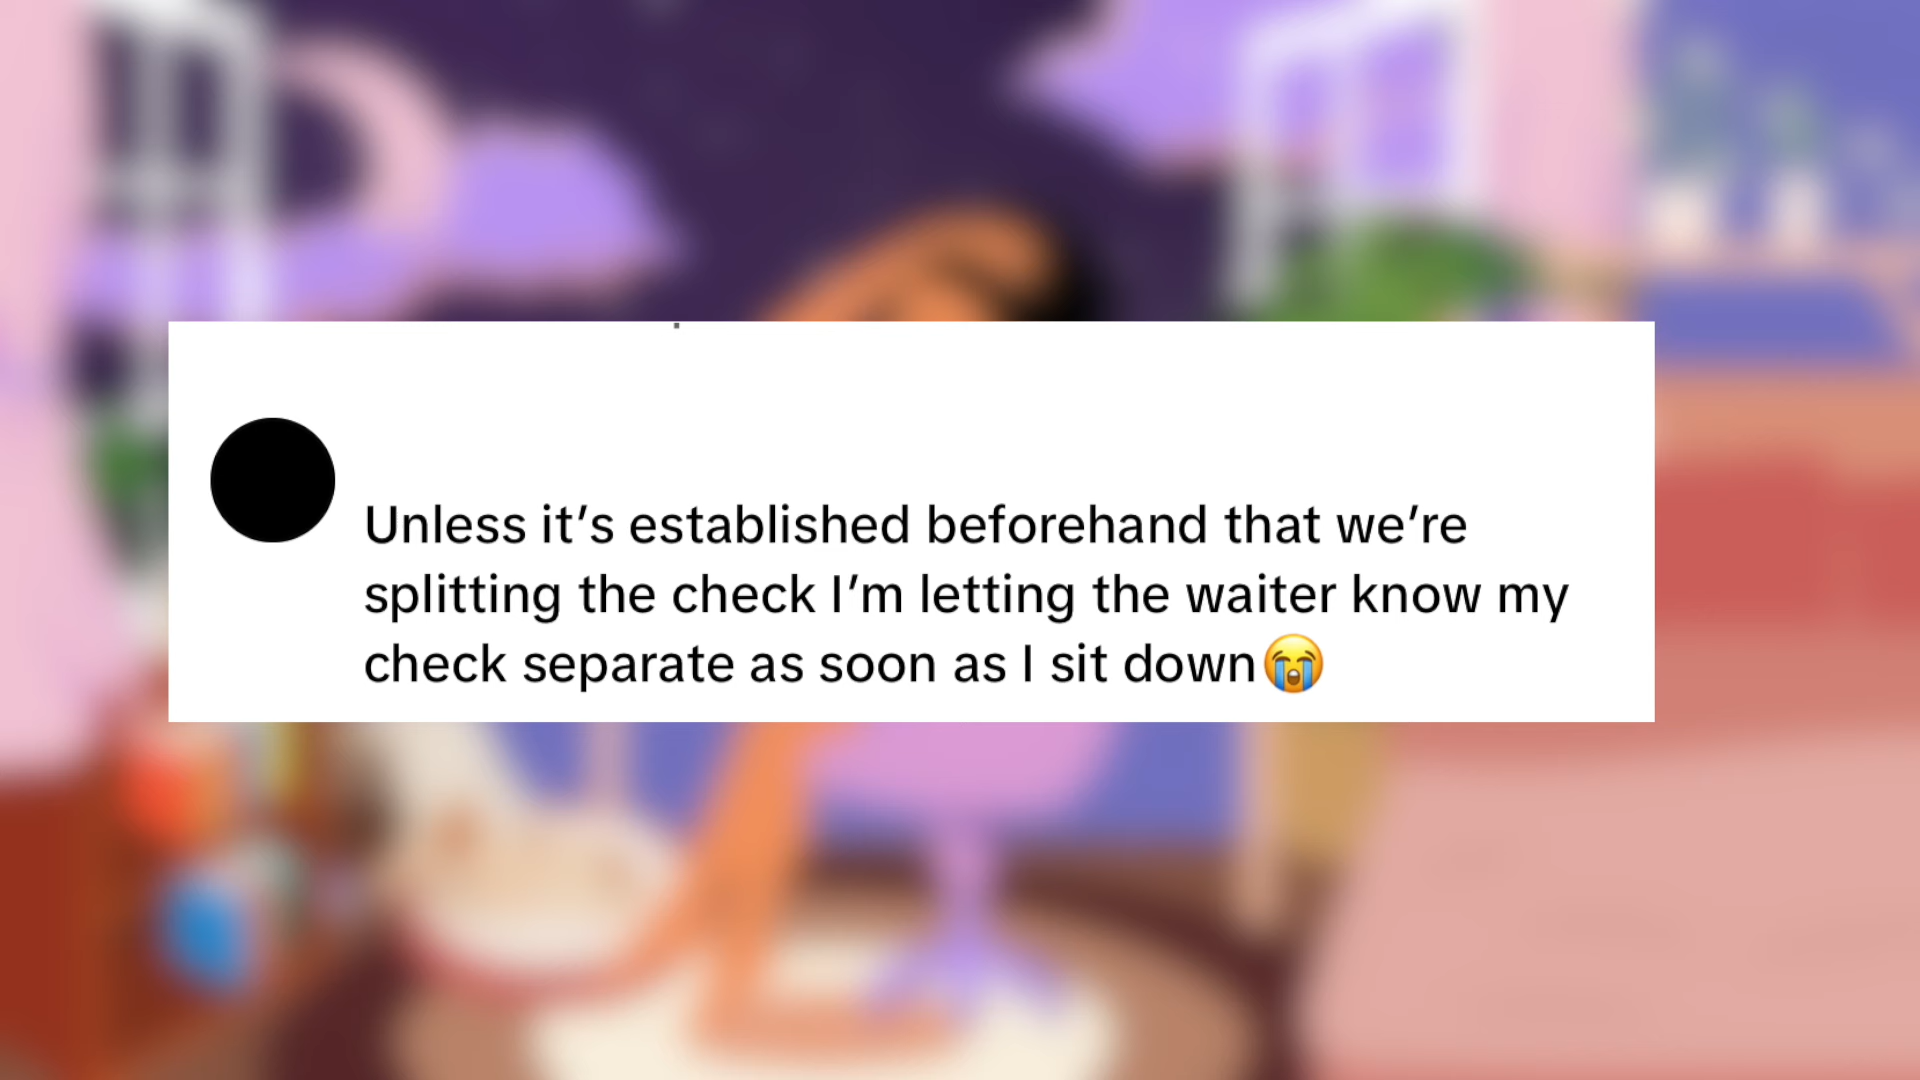 Unless it’s established beforehand that we’re
splitting the check I’m letting the waiter know my
check separate as soon as I sit down😭